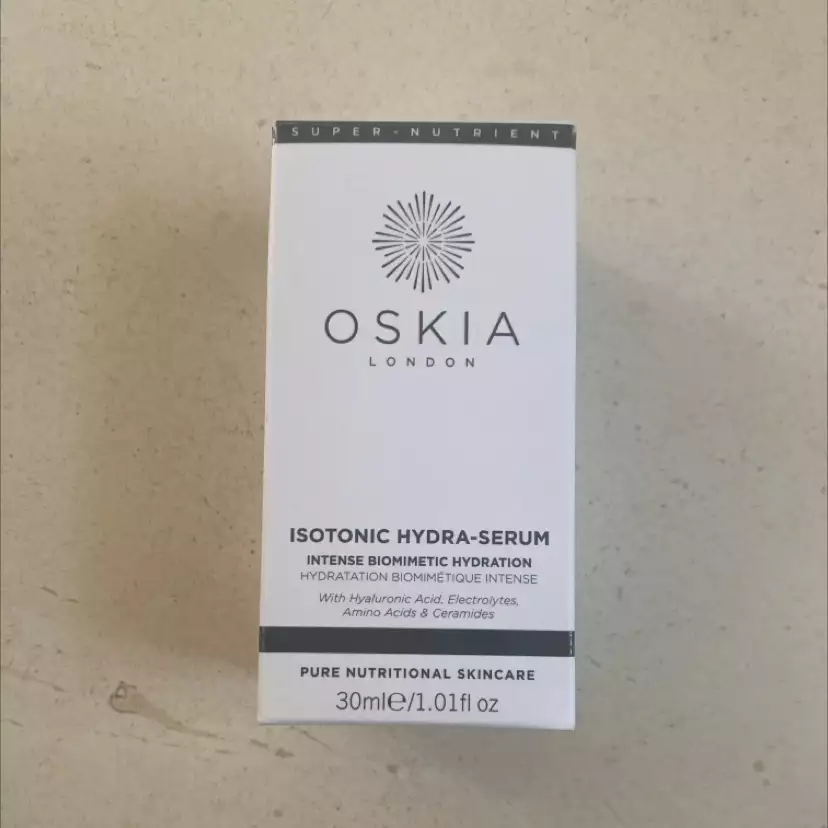 SUPER-NUTRIENT
OSKIA
LONDON
ISOTONIC HYDRA-SERUM
INTENSE BIOMIMETIC HYDRATION
HYDRATATION BIOMIMÉTIQUE INTENSE
With Hyaluronic Acid, Electrolytes,
Amino Acids & Ceramides
PURE NUTRITIONAL SKINCARE
30ml℮/1.01fl oz